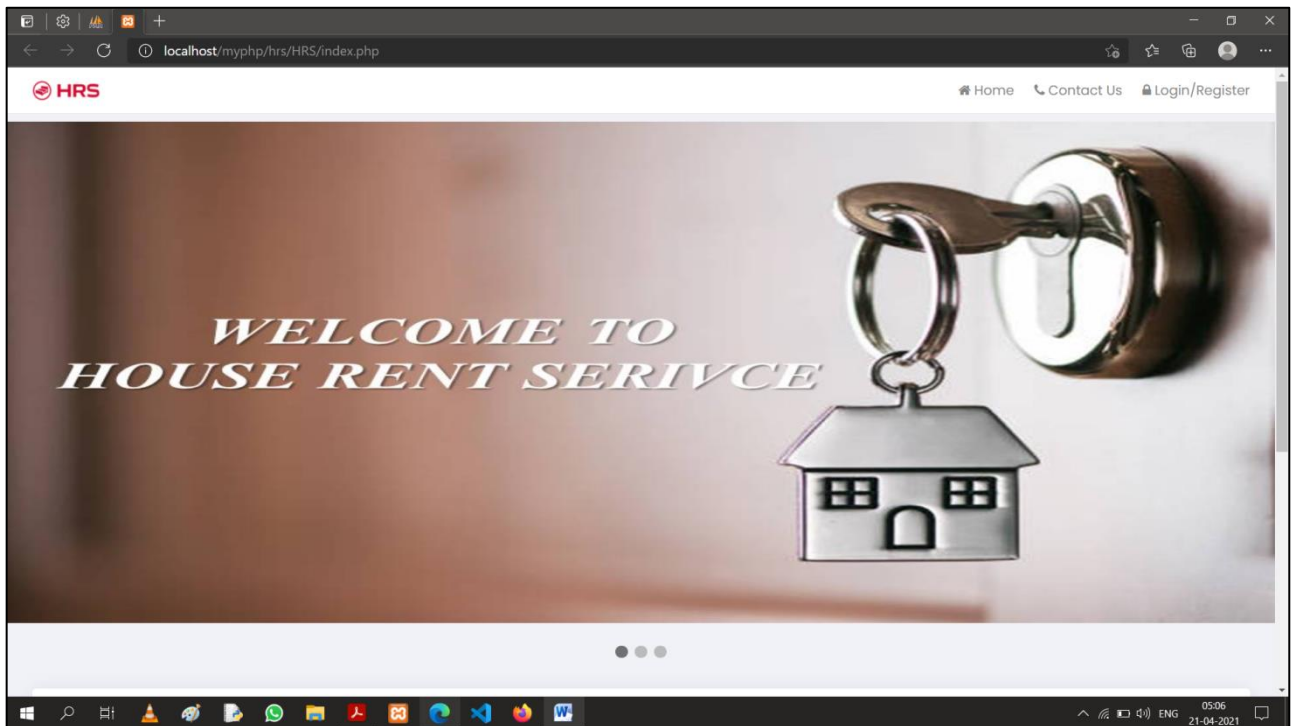 localhost/myphp/hrs/HRS/index.php
HRS
Home Contact Us Login/Register
WELCOME TO
HOUSE RENT SERIVCE
ENG
05:06
21-04-2021